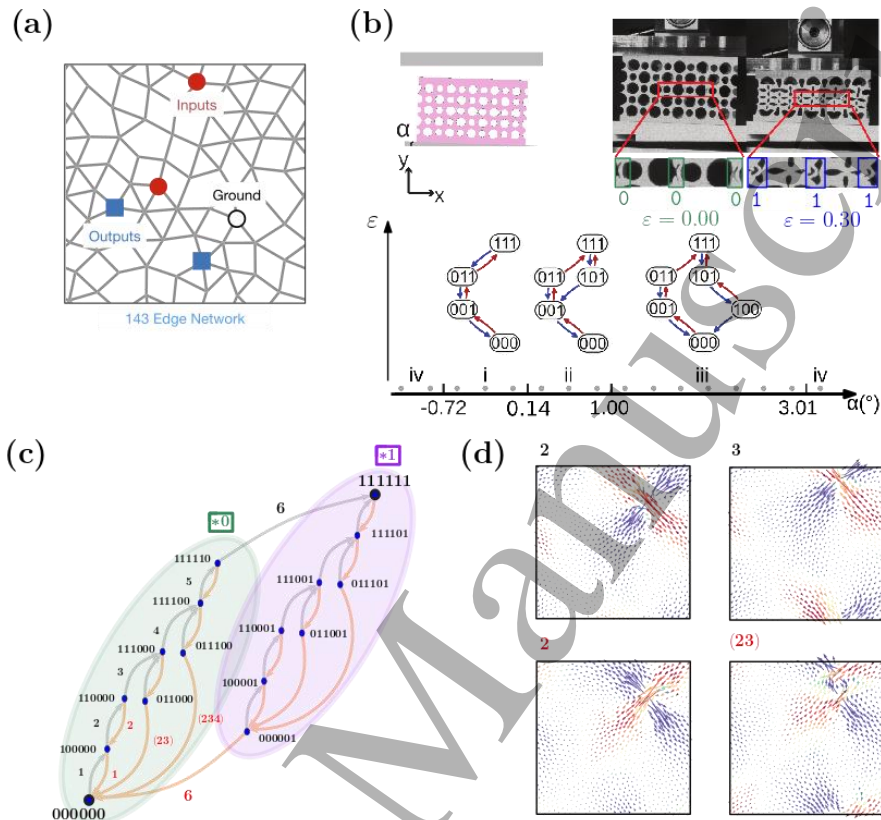 (a)
Inputs
Ground
Outputs
143 Edge Network
(b)
α
y
x
0 0 0
1 1 1
ε = 0.00
ε = 0.30
ε
111 111 111
011 011 101 011 101
001 001 001 100
000 000 000
iv i ii iii iv
-0.72 0.14 1.00 3.01 α(°)
(c)
*1
111111
6
*0
111110
111101
5
111100
111001
011101
4
111000
011100
110001
011001
3
110000
011000
100001
2
2
(23)
(234)
100000
000001
1
1
6
000000
(d)
2
3
2
(23)
Manusc